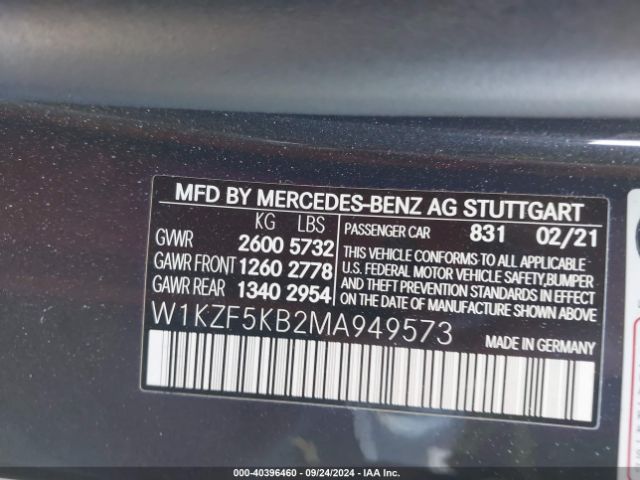 MFD BY MERCEDES-BENZ AG STUTTGART
KG LBS
GVWR 2600 5732
GAWR FRONT 1260 2778
GAWR REAR 1340 2954
PASSENGER CAR 831 02/21
THIS VEHICLE CONFORMS TO ALL APPLICABLE
U.S. FEDERAL MOTOR VEHICLE SAFETY,BUMPER
AND THEFT PREVENTION STANDARDS IN EFFECT
ON THE DATE OF MANUFACTURE SHOWN ABOVE
W1KZF5KB2MA949573
MADE IN GERMANY
000-40396460 - 09/24/2024 - IAA Inc.